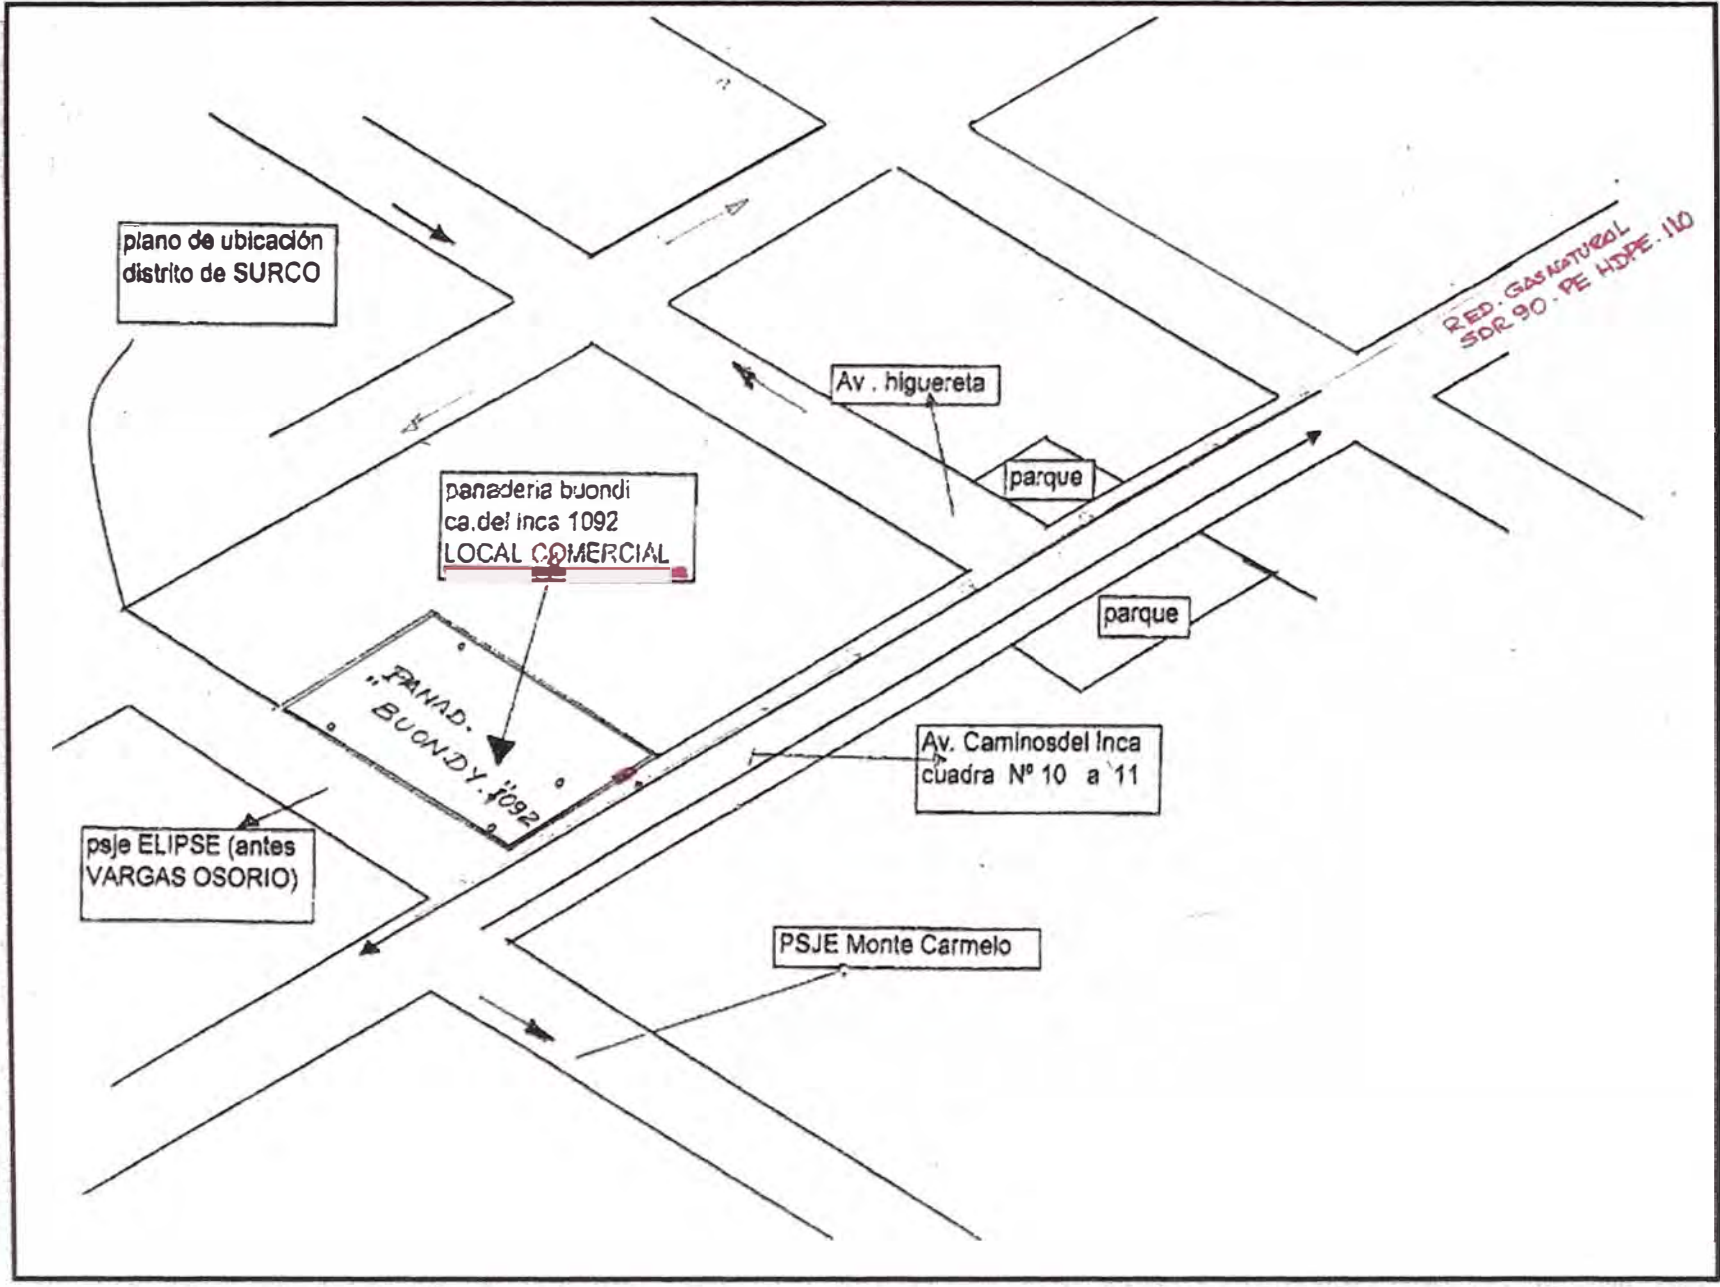 plano de ubicación
distrito de SURCO
RED. GAS NATURAL
SDR 90 - PE HDPE. 110
Av . higuereta
parque
panaderia buondi
ca.del inca 1092
LOCAL COMERCIAL
parque
"PANAD.
BUONDY." 1092
Av. Caminosdel Inca
cuadra Nº 10 a 11
psje ELIPSE (antes
VARGAS OSORIO)
PSJE Monte Carmelo